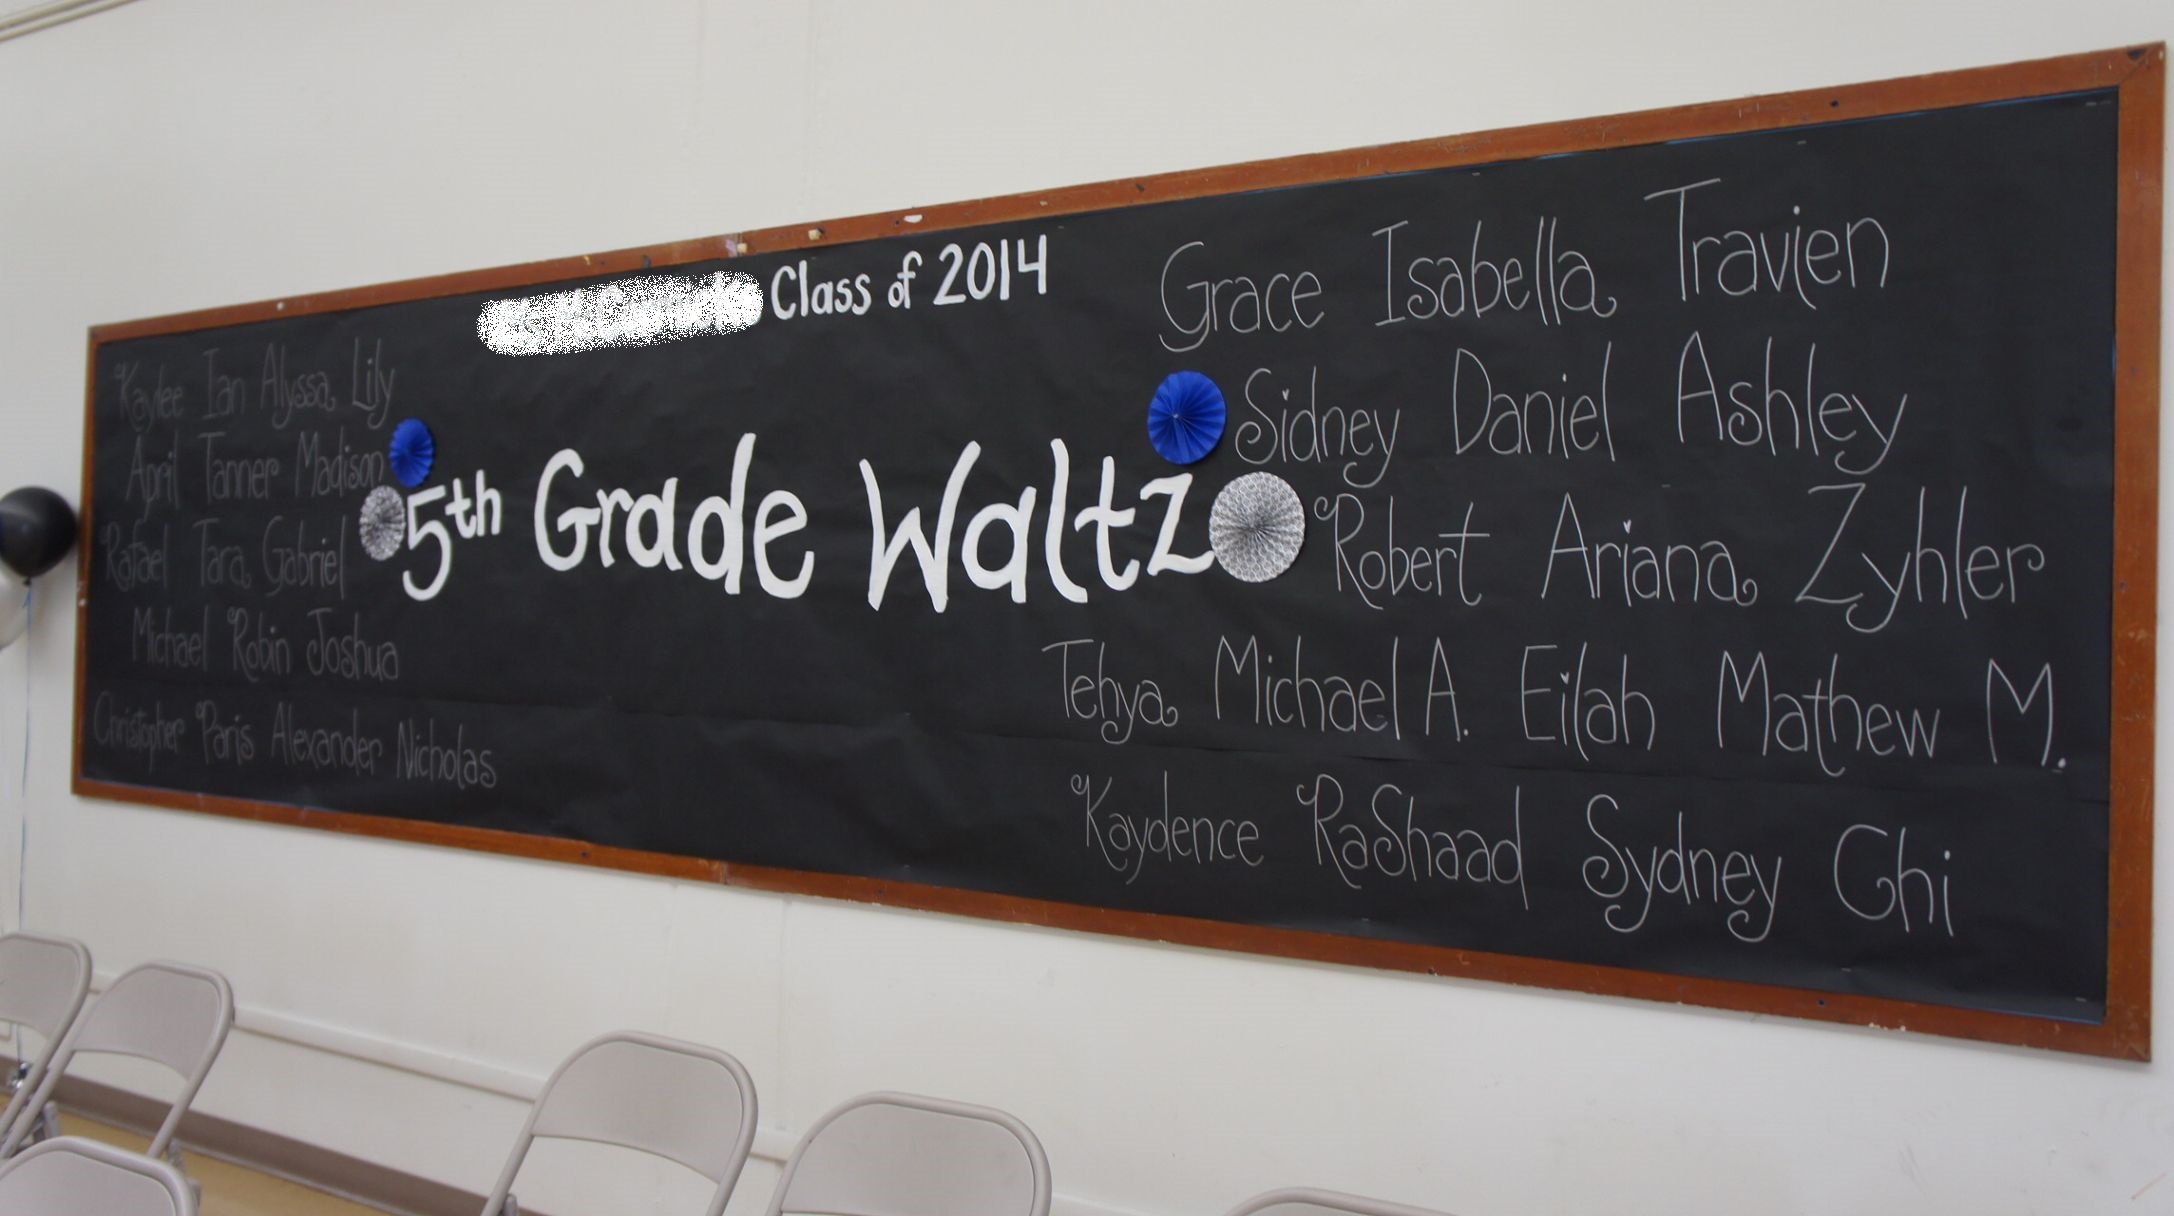 Class of 2014
5th Grade Waltz
Kaylee Ian Alyssa Lily
April Tanner Madison
Rafael Tara Gabriel
Michael Robin Joshua
Christopher Paris Alexander Nicholas
Grace Isabella Travien
Sidney Daniel Ashley
Robert Ariana Zyhler
Tehya Michael A. Eilah Mathew M.
Kaydence RaShaad Sydney Chi